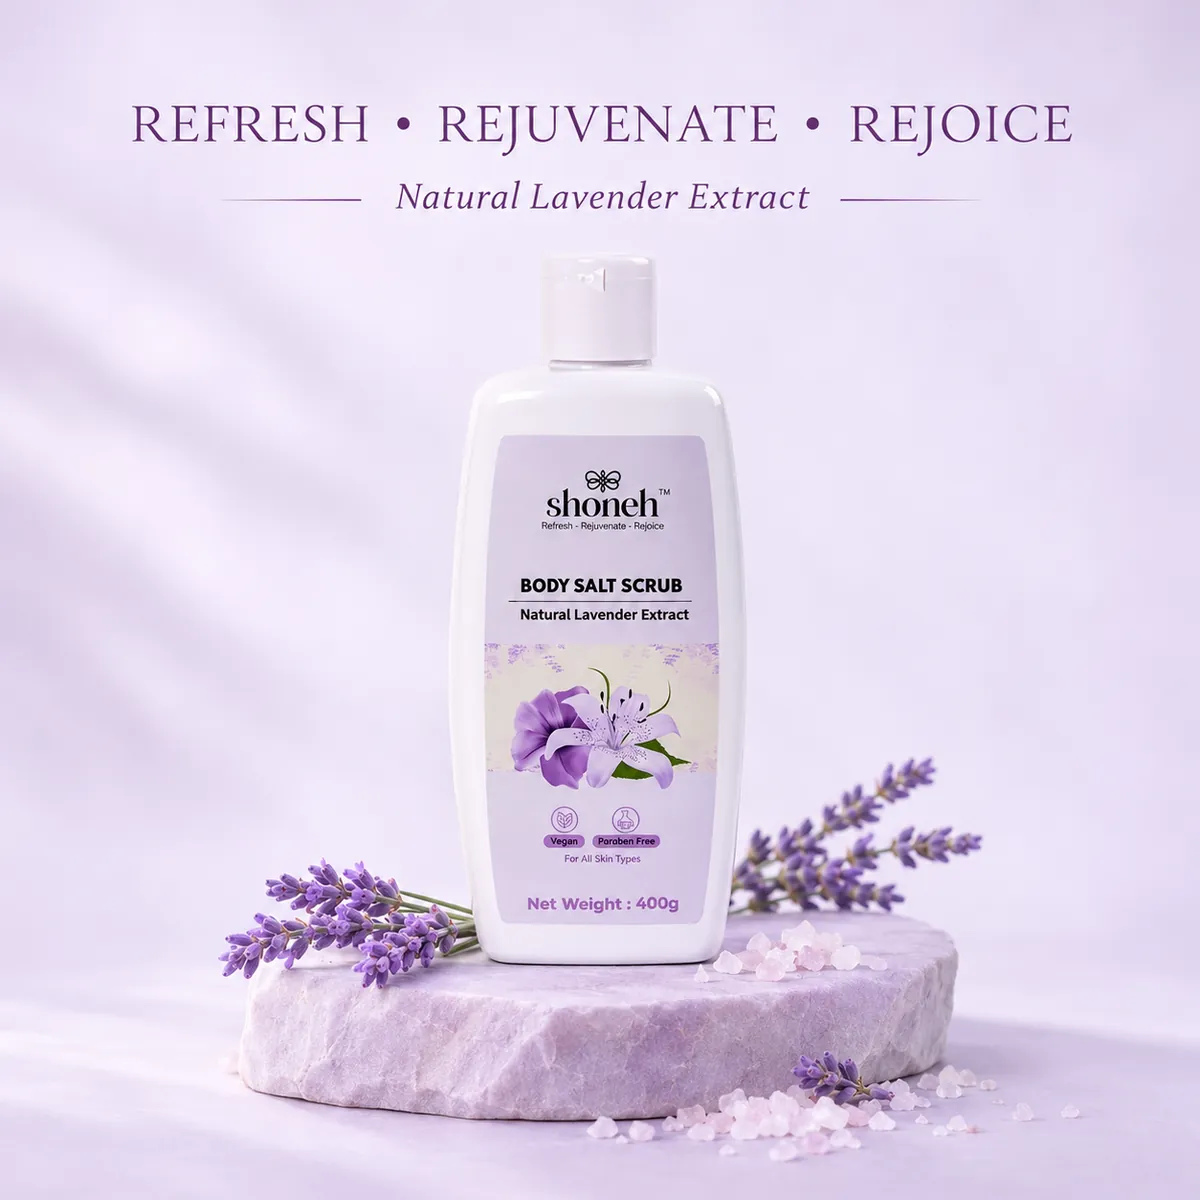 REFRESH • REJUVENATE • REJOICE
Natural Lavender Extract
shoneh™
Refresh - Rejuvenate - Rejoice
BODY SALT SCRUB
Natural Lavender Extract
Vegan Paraben Free
For All Skin Types
Net Weight : 400g